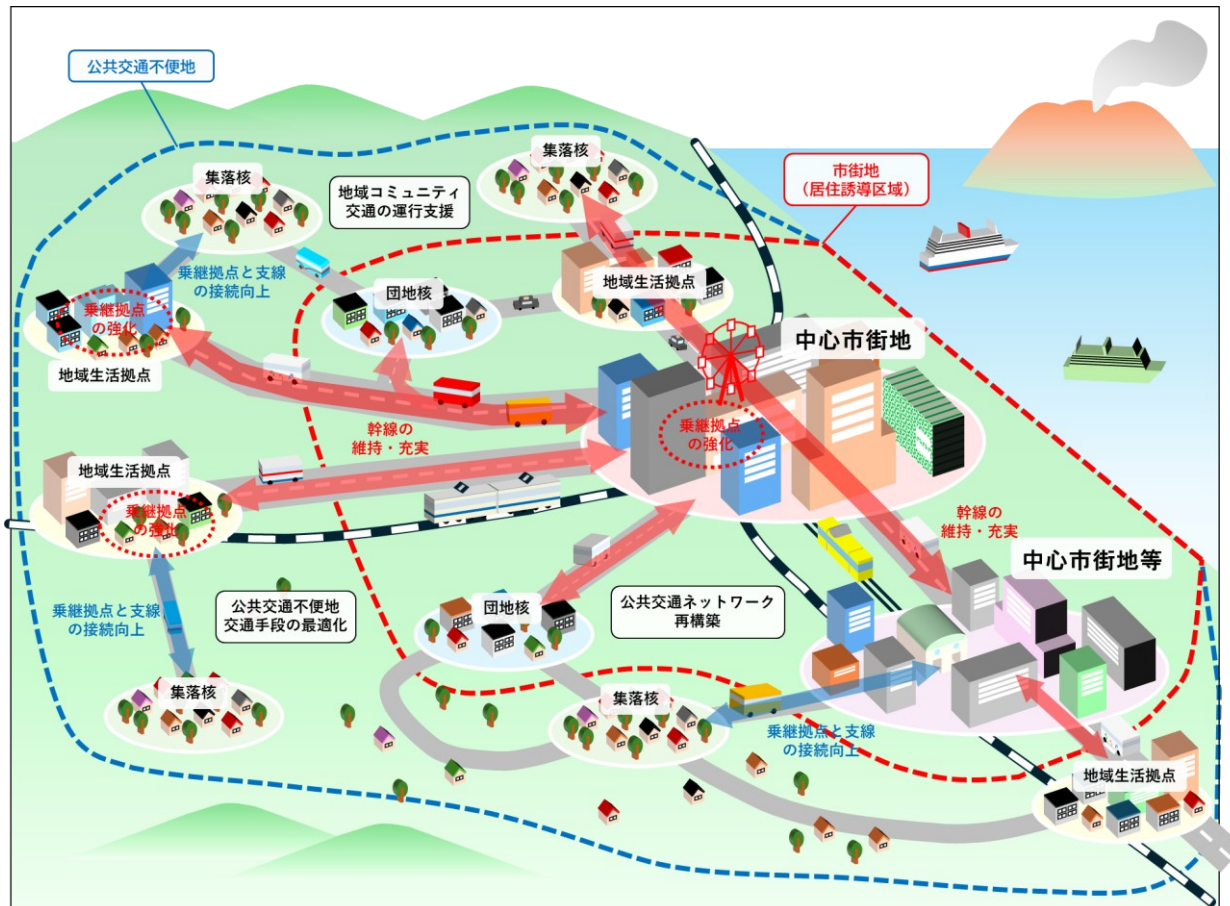 公共交通不便地
市街地
（居住誘導区域）
集落核
集落核
地域コミュニティ
交通の運行支援
乗継拠点と支線
の接続向上
団地核
地域生活拠点
乗継拠点
の強化
地域生活拠点
中心市街地
乗継拠点
の強化
幹線の
維持・充実
地域生活拠点
乗継拠点
の強化
幹線の
維持・充実
中心市街地等
乗継拠点と支線
の接続向上
公共交通不便地
交通手段の最適化
団地核
公共交通ネットワーク
再構築
集落核
集落核
乗継拠点と支線
の接続向上
地域生活拠点